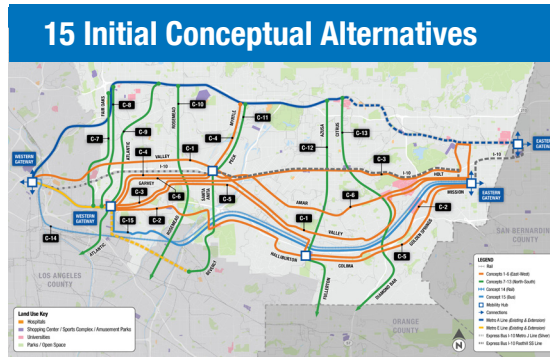 15 Initial Conceptual Alternatives
FAIR OAKS
C-8
C-10
C-7
C-9
ROSEMEAD
MYRTLE
C-11
C-4
C-12
AZUSA
CITRUS
C-13
ATLANTIC
C-4
VALLEY
C-1
I-10
PECK
C-3
I-10
HOLT
I-10
WESTERN
GATEWAY
EASTERN
GATEWAY
GARVEY
C-3
C-6
SANTA
ANITA
C-5
C-6
AMAR
MISSION
EASTERN
GATEWAY
WESTERN
GATEWAY
C-15
C-2
ROSEMEAD
C-1
VALLEY
C-2
GOLDEN SPRINGS
C-14
ATLANTIC
BEVERLY
HALLIBURTON
COLIMA
C-5
FULLERTON
DIAMOND BAR
LOS ANGELES
COUNTY
SAN BERNARDINO
COUNTY
ORANGE
COUNTY
N
Land Use Key
Hospitals
Shopping Center / Sports Complex / Amusement Parks
Universities
Parks / Open Space
LEGEND
Rail
Concepts 1-6 (East-West)
Concepts 7-13 (North-South)
Concept 14 (Rail)
Concept 15 (Bus)
Mobility Hub
Connections
Metro A Line (Existing & Extension)
Metro E Line (Existing & Extension)
Express Bus I-10 Metro J Line (Silver)
Express Bus I-10 Foothill SS Line